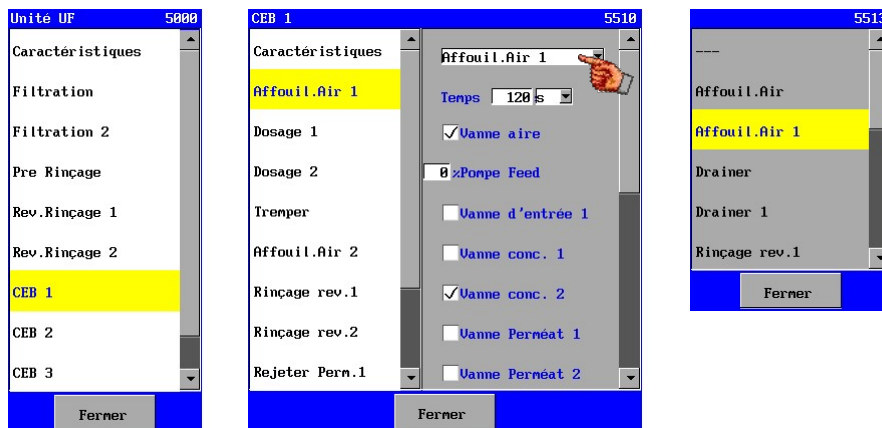 Unité UF 5000
Caractéristiques
Filtration
Filtration 2
Pre Rinçage
Rev.Rinçage 1
Rev.Rinçage 2
CEB 1
CEB 2
CEB 3
Fermer
CEB 1 5510
Caractéristiques
Affouil.Air 1
Dosage 1
Dosage 2
Tremper
Affouil.Air 2
Rinçage rev.1
Rinçage rev.2
Rejeter Perm.1
Affouil.Air 1
Temps 120 s
Vanne aire
0 %Pompe Feed
Vanne d'entrée 1
Vanne conc. 1
Vanne conc. 2
Vanne Perméat 1
Vanne Perméat 2
Fermer
5513
---
Affouil.Air
Affouil.Air 1
Drainer
Drainer 1
Rinçage rev.1
Fermer